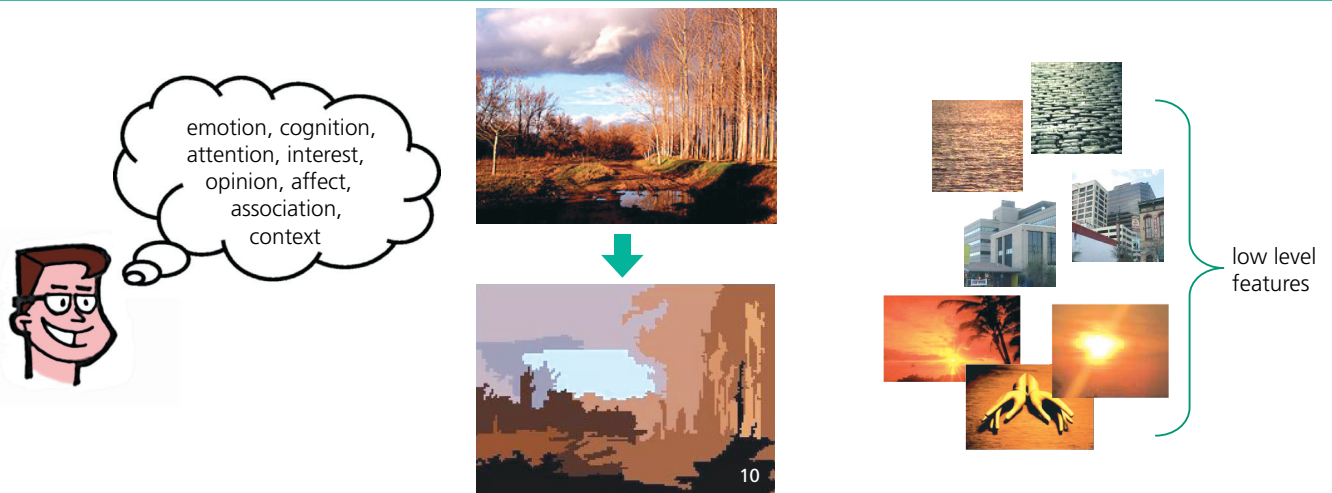 emotion, cognition,
attention, interest,
opinion, affect,
association,
context
10
low level
features